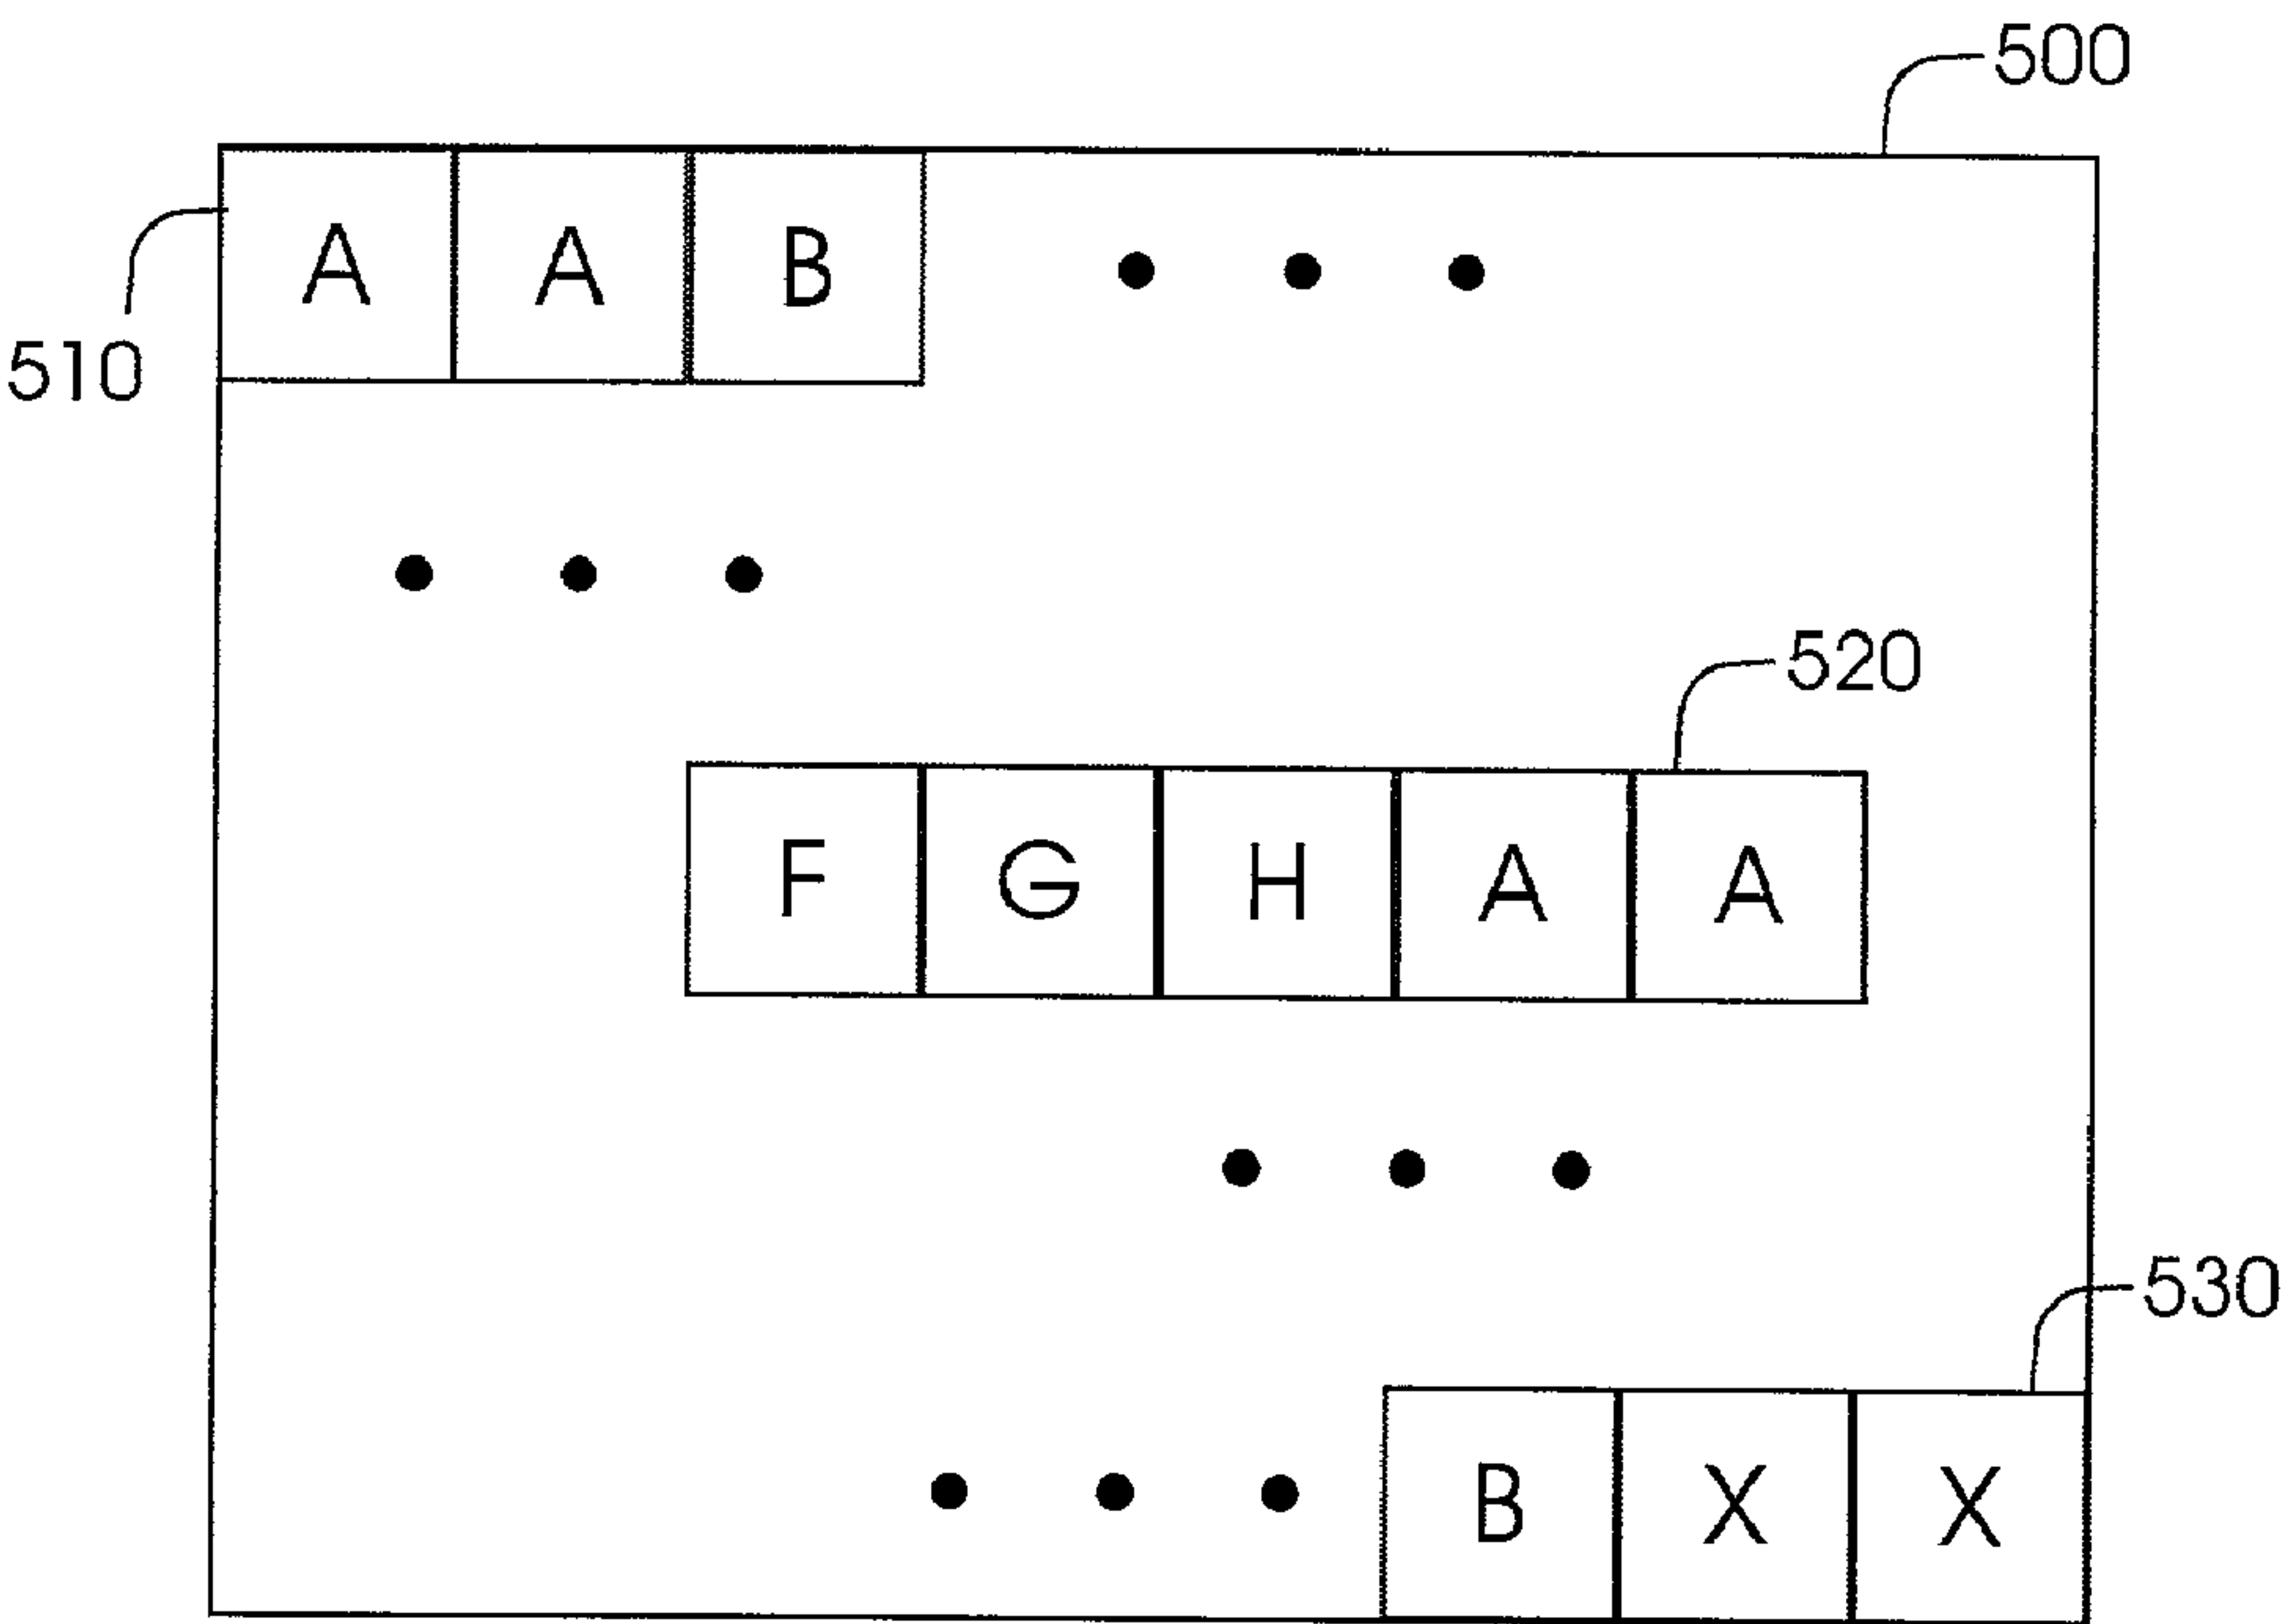 500
A A B • • •
510
• • •
520
F G H A A
• • •
530
• • • B X X